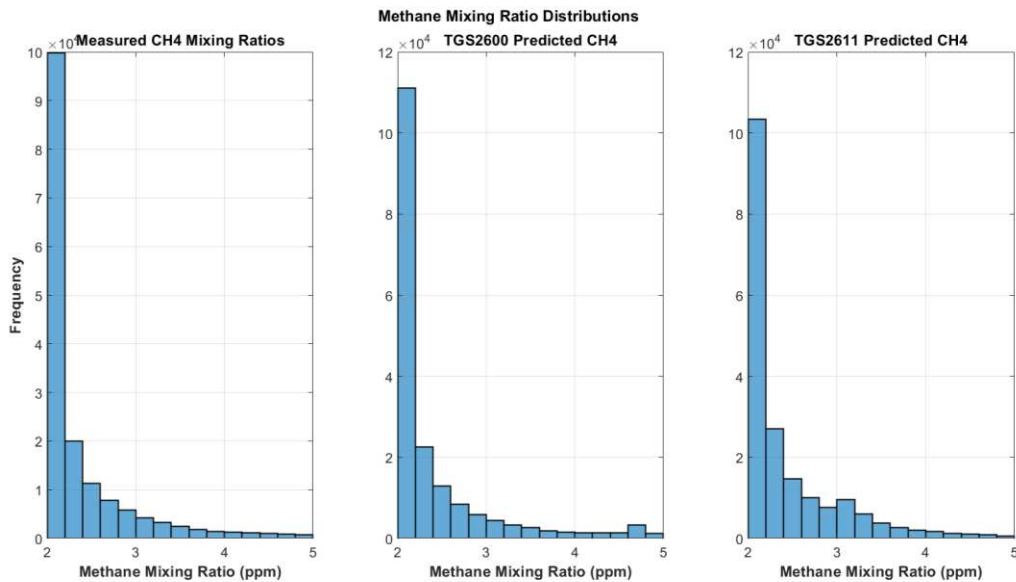 Methane Mixing Ratio Distributions
×10⁴ Measured CH4 Mixing Ratios
10
9
8
7
6
5
4
3
2
1
0
2 3 4 5
Frequency
Methane Mixing Ratio (ppm)
TGS2600 Predicted CH4
×10⁴
12
10
8
6
4
2
0
2 3 4 5
Methane Mixing Ratio (ppm)
TGS2611 Predicted CH4
×10⁴
12
10
8
6
4
2
0
2 3 4 5
Methane Mixing Ratio (ppm)